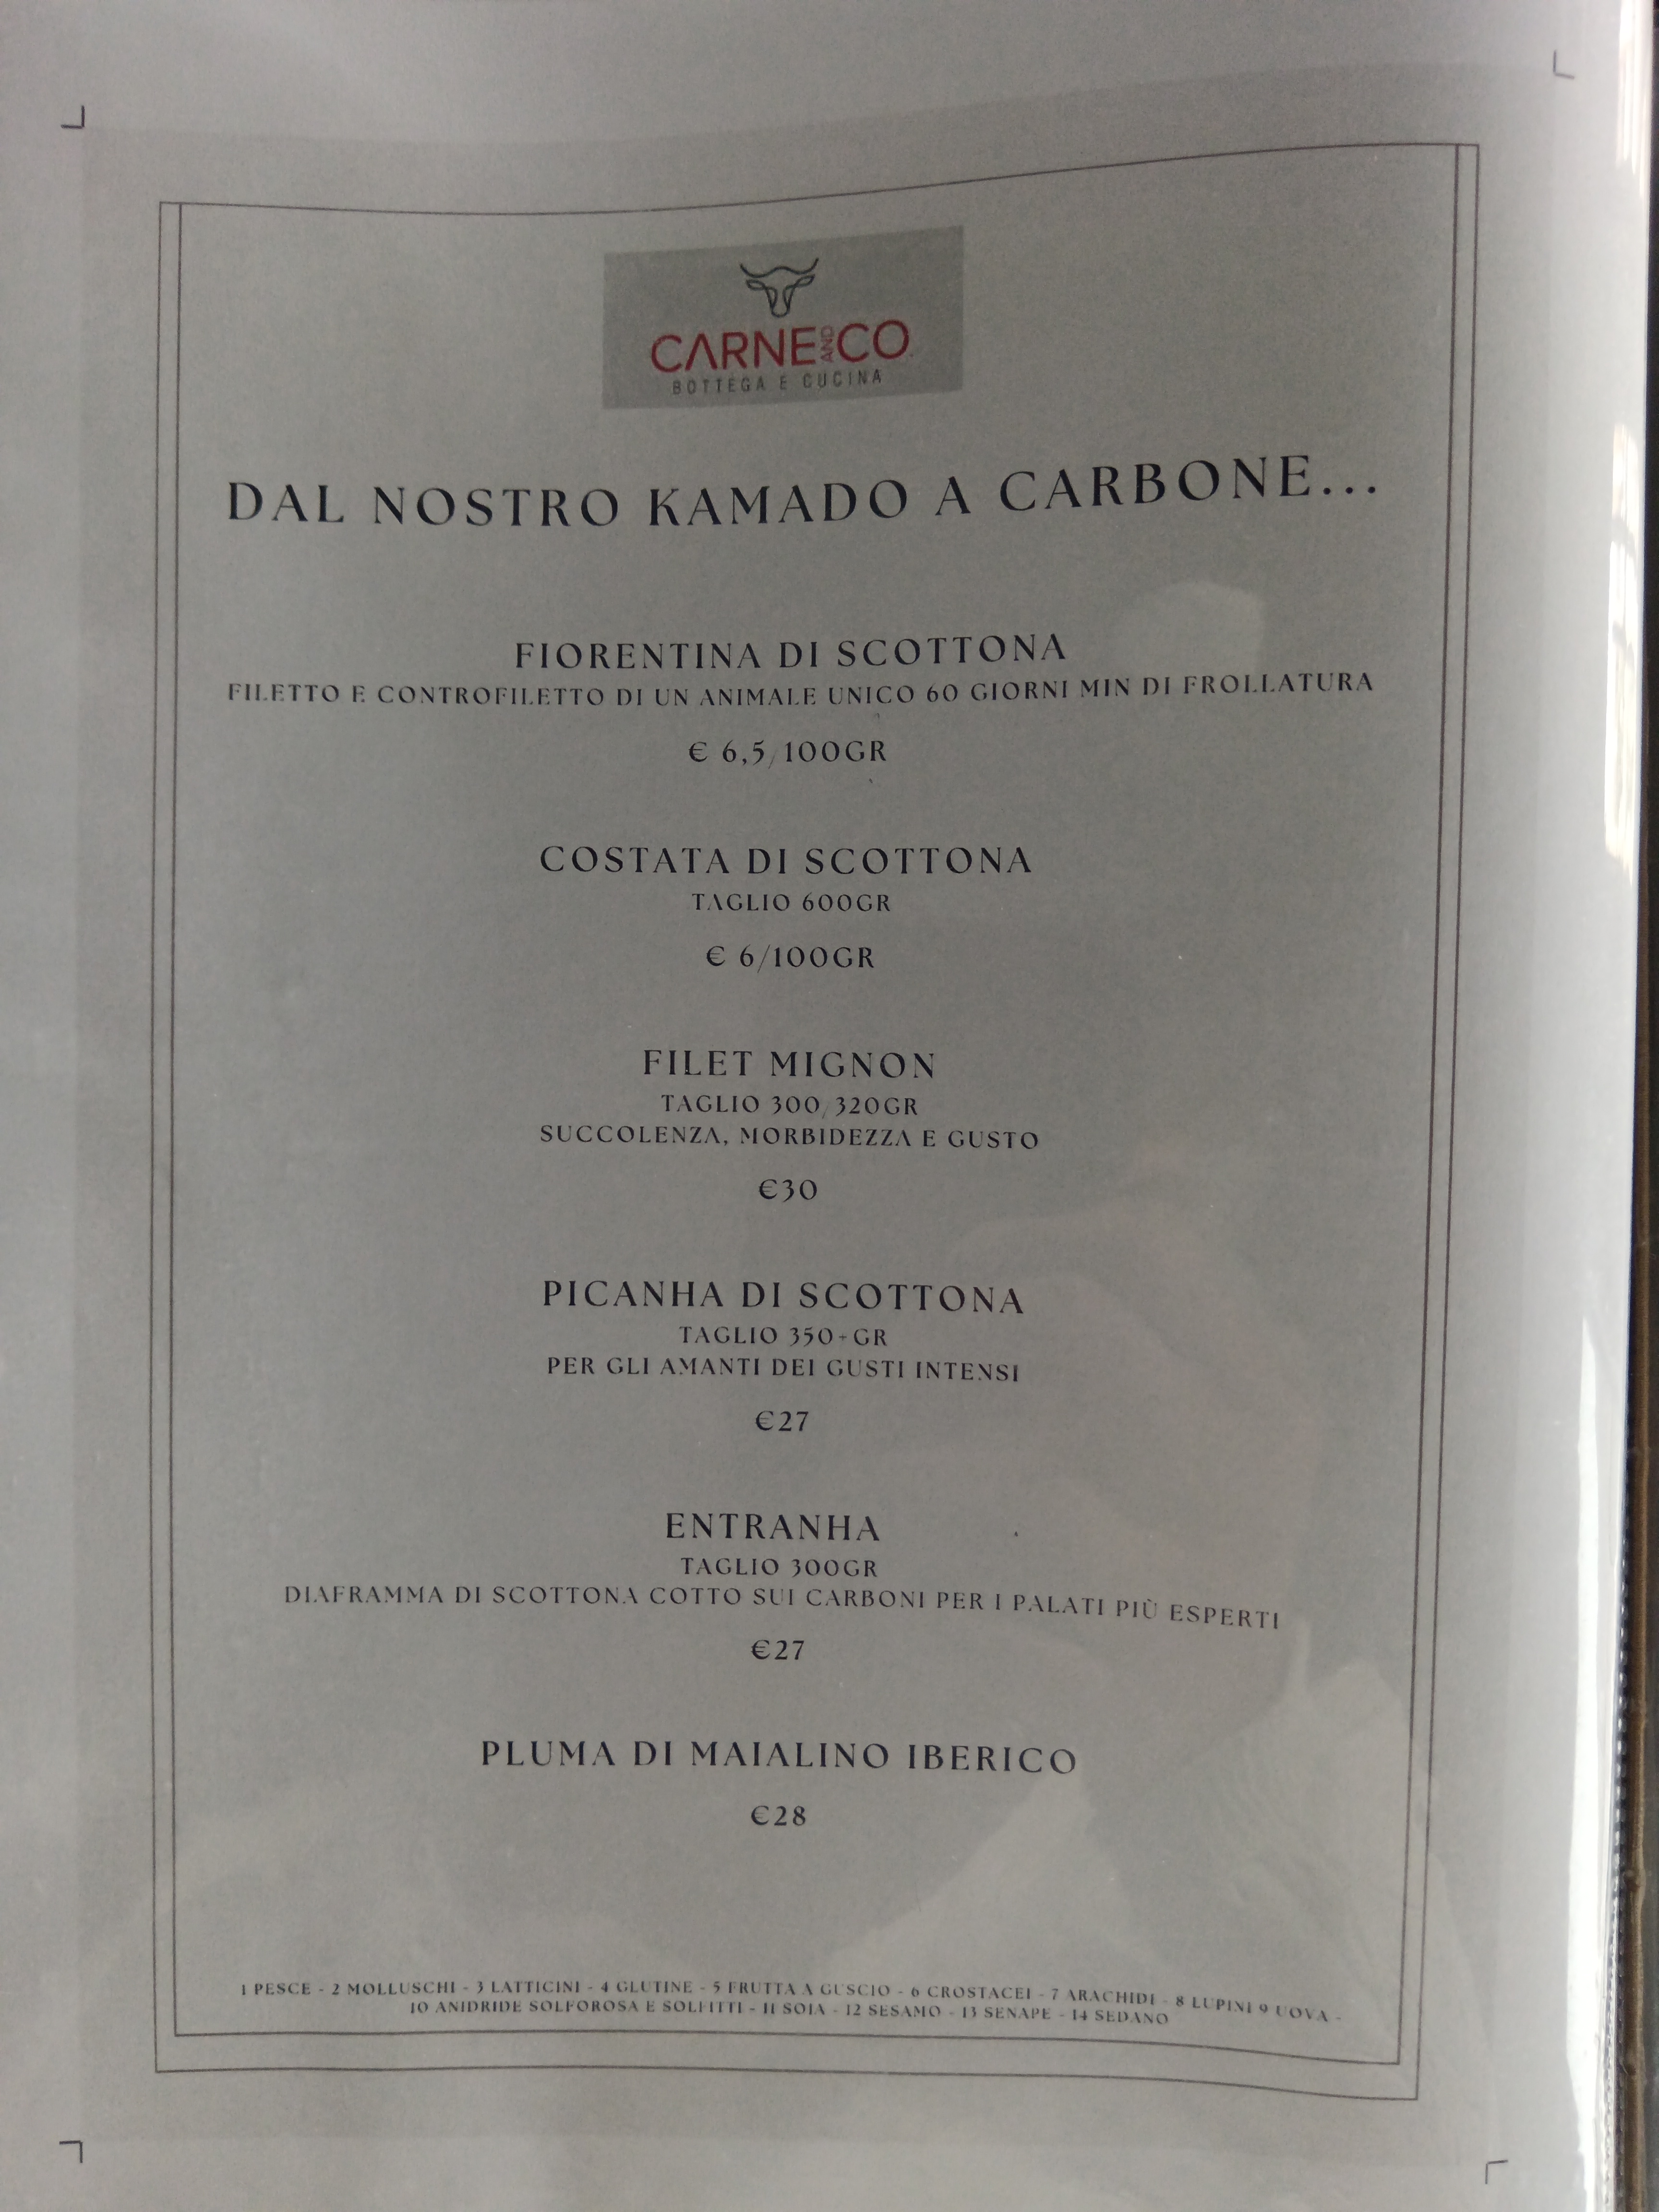 CARNE AND CO.
BOTTEGA E CUCINA
DAL NOSTRO KAMADO A CARBONE...
FIORENTINA DI SCOTTONA
FILETTO E CONTROFILETTO DI UN ANIMALE UNICO 60 GIORNI MIN DI FROLLATURA
€ 6,5/100GR
COSTATA DI SCOTTONA
TAGLIO 600GR
€ 6/100GR
FILET MIGNON
TAGLIO 300/320GR
SUCCOLENZA, MORBIDEZZA E GUSTO
€30
PICANHA DI SCOTTONA
TAGLIO 350+GR
PER GLI AMANTI DEI GUSTI INTENSI
€27
ENTRANHA
TAGLIO 300GR
DIAFRAMMA DI SCOTTONA COTTO SUI CARBONI PER I PALATI PIÙ ESPERTI
€27
PLUMA DI MAIALINO IBERICO
€28
1 PESCE - 2 MOLLUSCHI - 3 LATTICINI - 4 GLUTINE - 5 FRUTTA A GUSCIO - 6 CROSTACEI - 7 ARACHIDI - 8 LUPINI 9 UOVA -
10 ANIDRIDE SOLFOROSA E SOLFITTI - 11 SOIA - 12 SESAMO - 13 SENAPE - 14 SEDANO